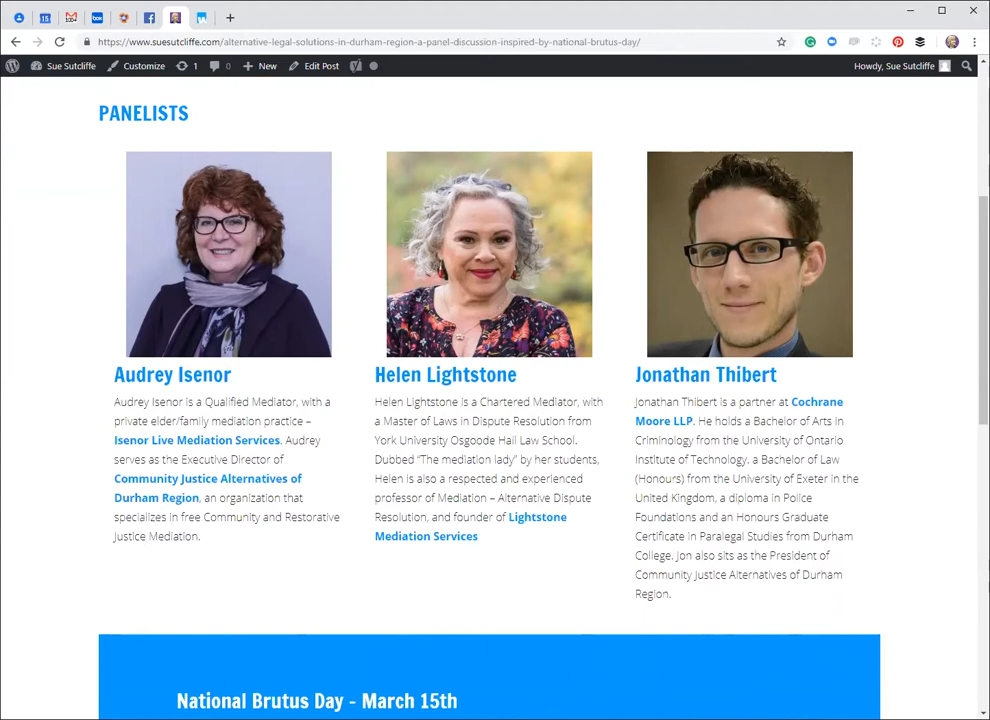 https://www.suesutcliffe.com/alternative-legal-solutions-in-durham-region-a-panel-discussion-inspired-by-national-brutus-day/
Sue Sutcliffe Customize 1 0 New Edit Post Howdy, Sue Sutcliffe
PANELISTS
Audrey Isenor
Audrey Isenor is a Qualified Mediator, with a
private elder/family mediation practice –
Isenor Live Mediation Services. Audrey
serves as the Executive Director of
Community Justice Alternatives of
Durham Region, an organization that
specializes in free Community and Restorative
Justice Mediation.
Helen Lightstone
Helen Lightstone is a Chartered Mediator, with
a Master of Laws in Dispute Resolution from
York University Osgoode Hall Law School.
Dubbed “The mediation lady” by her students,
Helen is also a respected and experienced
professor of Mediation – Alternative Dispute
Resolution, and founder of Lightstone
Mediation Services
Jonathan Thibert
Jonathan Thibert is a partner at Cochrane
Moore LLP. He holds a Bachelor of Arts in
Criminology from the University of Ontario
Institute of Technology, a Bachelor of Law
(Honours) from the University of Exeter in the
United Kingdom, a diploma in Police
Foundations and an Honours Graduate
Certificate in Paralegal Studies from Durham
College. Jon also sits as the President of
Community Justice Alternatives of Durham
Region.
National Brutus Day - March 15th